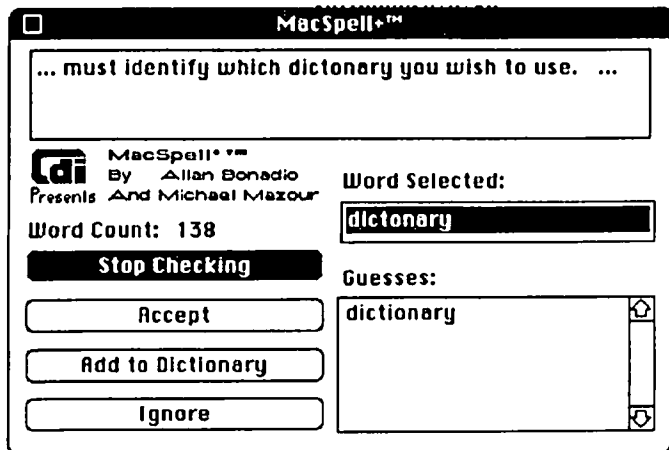 MacSpell+™
... must identify which dictonary you wish to use. ...
cdi
Presents
MacSpell+™
By Allan Bonadio
And Michael Mazour
Word Count: 138
Stop Checking
Accept
Add to Dictionary
Ignore
Word Selected:
dictonary
Guesses:
dictionary